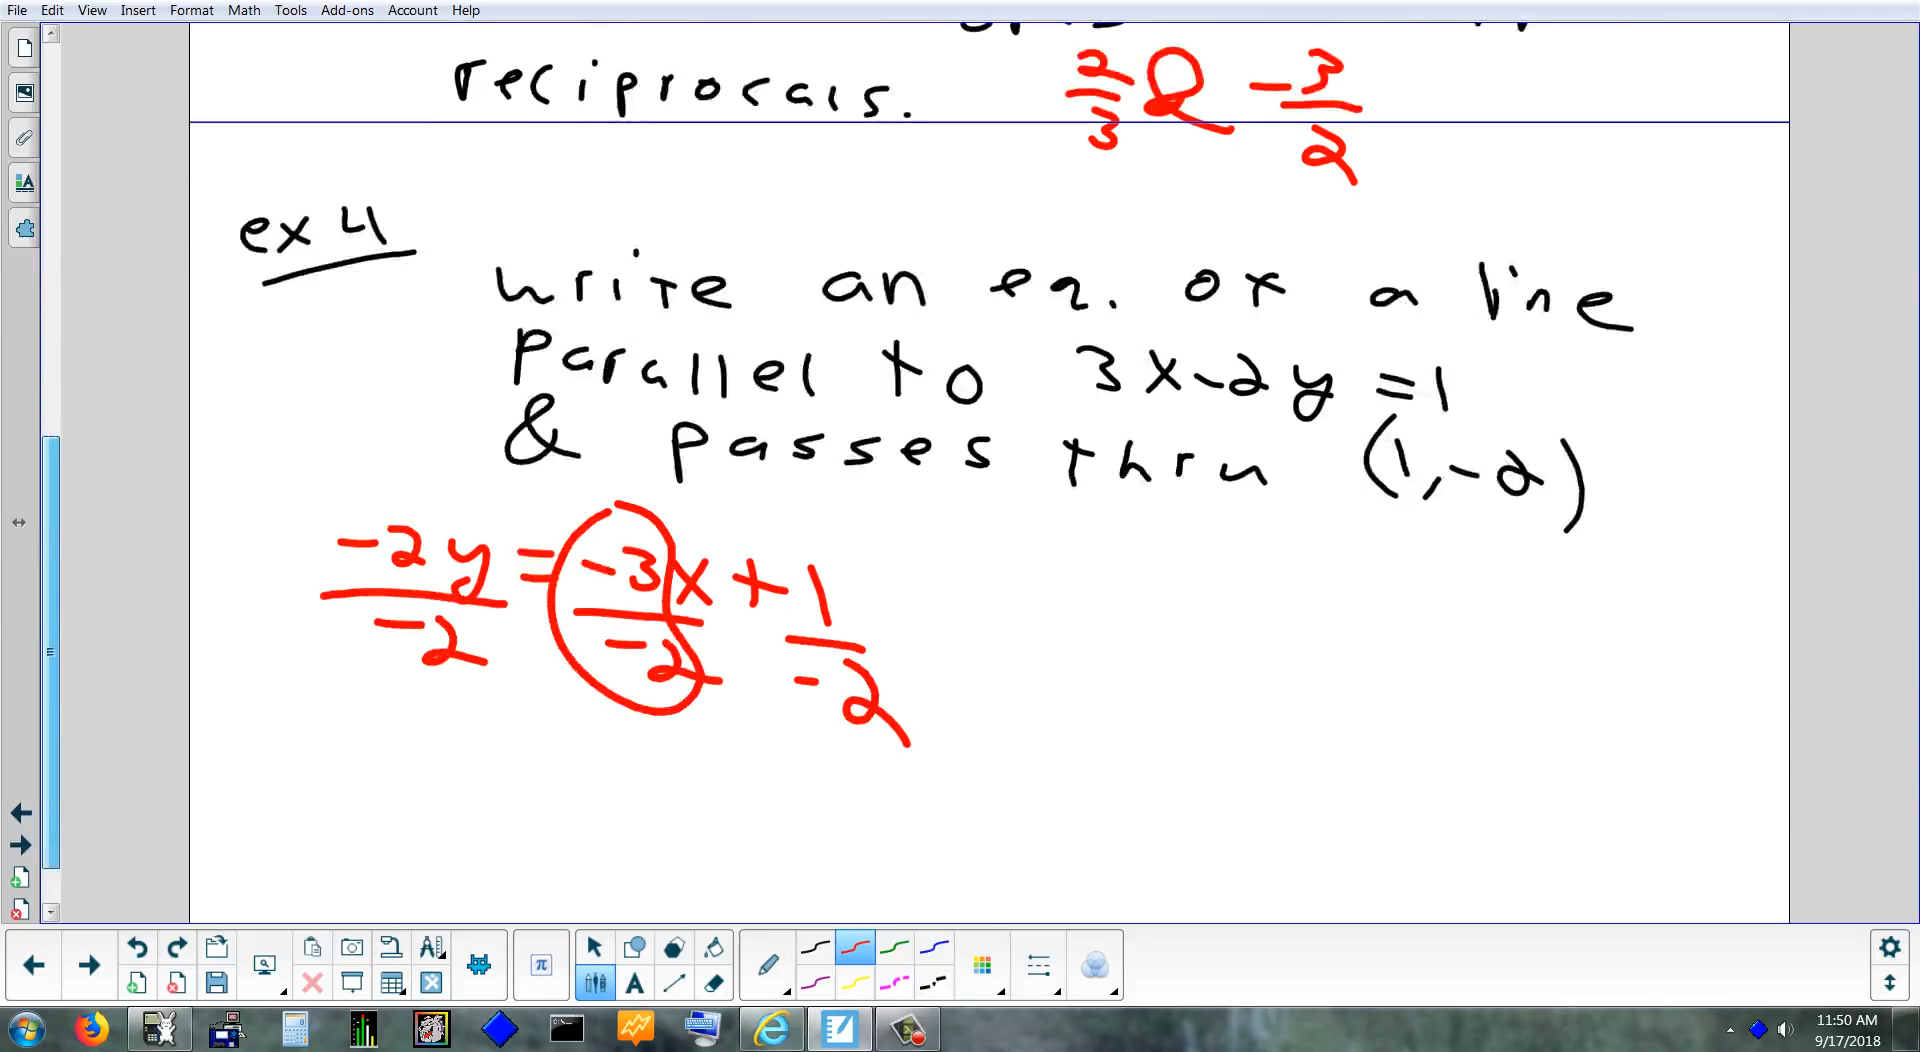 File Edit View Insert Format Math Tools Add-ons Account Help
reciprocals. 2/3 & -3/2
ex 4
write an eq. of a line
parallel to 3x-2y=1
& passes thru (1,-2)
-2y/-2 = -3x/-2 + 1/-2
π
A
C:\_
11:50 AM
9/17/2018